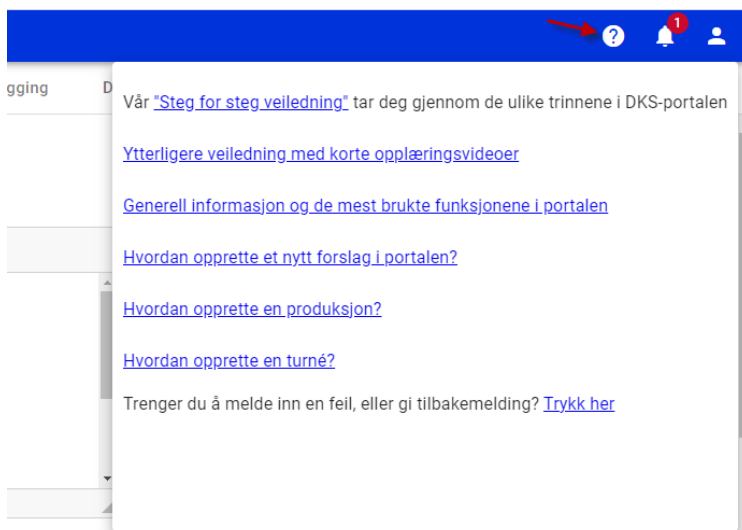 1
gging
D
Vår "Steg for steg veiledning" tar deg gjennom de ulike trinnene i DKS-portalen
Ytterligere veiledning med korte opplæringsvideoer
Generell informasjon og de mest brukte funksjonene i portalen
Hvordan opprette et nytt forslag i portalen?
Hvordan opprette en produksjon?
Hvordan opprette en turné?
Trenger du å melde inn en feil, eller gi tilbakemelding? Trykk her